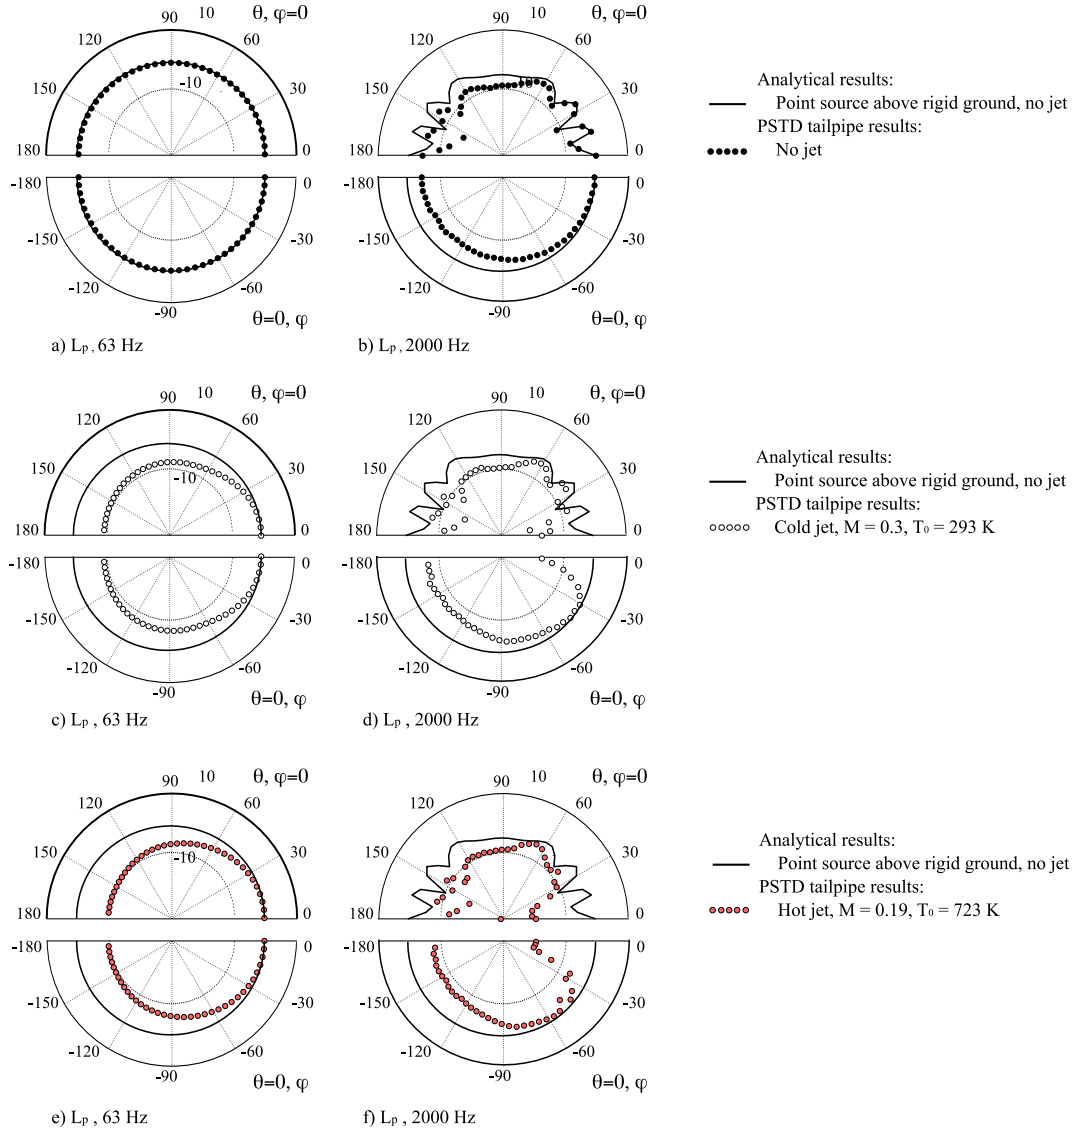 90 10 θ, φ=0
120 60
150 30
-10
180 0
-180 0
-150 -30
-120 -60
-90
θ=0, φ
a) Lp, 63 Hz
90 10 θ, φ=0
120 60
150 30
-10
180 0
-180 0
-150 -30
-120 -60
-90
θ=0, φ
b) Lp, 2000 Hz
Analytical results:
Point source above rigid ground, no jet
PSTD tailpipe results:
No jet
90 10 θ, φ=0
120 60
150 30
-10
180 0
-180 0
-150 -30
-120 -60
-90
θ=0, φ
c) Lp , 63 Hz
90 10 θ, φ=0
120 60
150 30
-10
180 0
-180 0
-150 -30
-120 -60
-90
θ=0, φ
d) Lp , 2000 Hz
Analytical results:
Point source above rigid ground, no jet
PSTD tailpipe results:
Cold jet, M = 0.3, T₀ = 293 K
90 10 θ, φ=0
120 60
150 30
-10
180 0
-180 0
-150 -30
-120 -60
-90
θ=0, φ
e) Lp , 63 Hz
90 10 θ, φ=0
120 60
150 30
-10
180 0
-180 0
-150 -30
-120 -60
-90
θ=0, φ
f) Lp , 2000 Hz
Analytical results:
Point source above rigid ground, no jet
PSTD tailpipe results:
Hot jet, M = 0.19, T₀ = 723 K